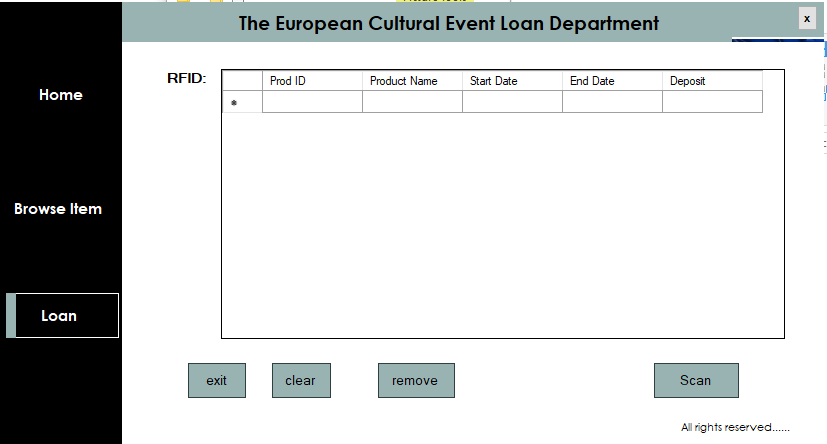 The European Cultural Event Loan Department
x
Home
Browse Item
Loan
RFID:
Prod ID Product Name Start Date End Date Deposit
exit clear remove Scan
All rights reserved......